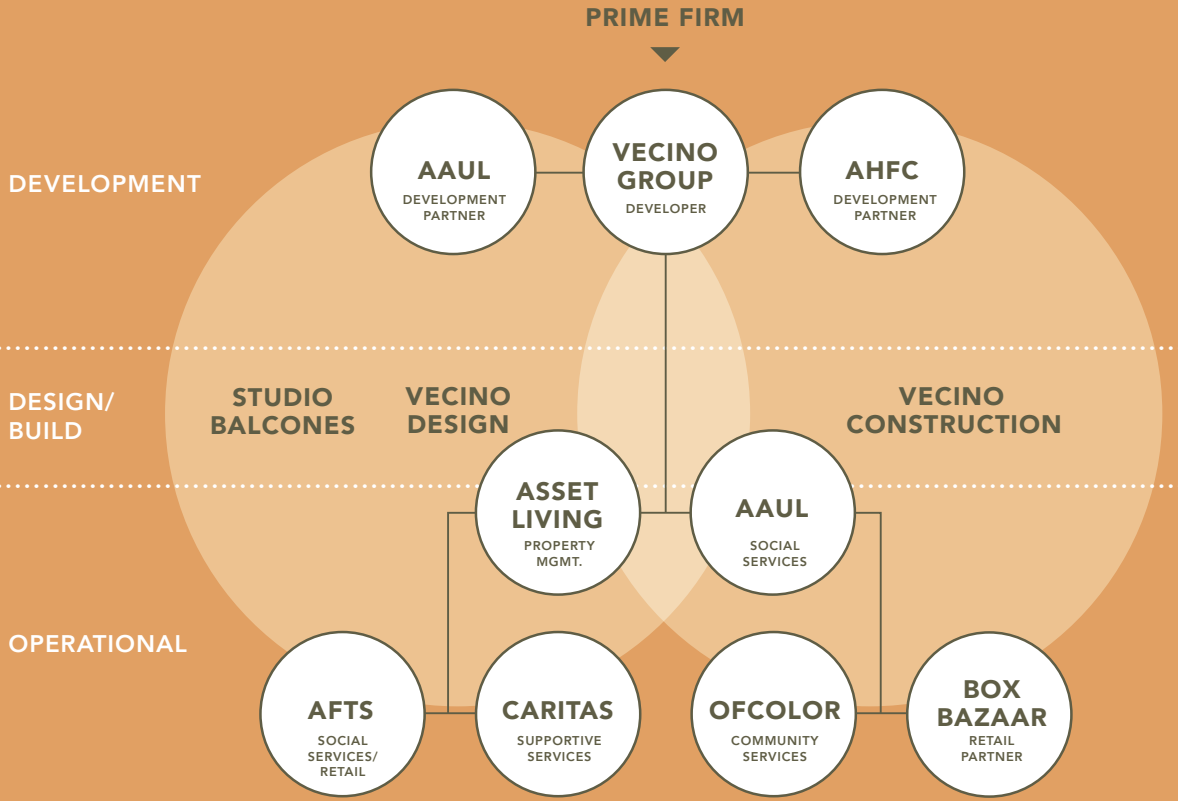 PRIME FIRM
DEVELOPMENT
AAUL
DEVELOPMENT
PARTNER
VECINO
GROUP
DEVELOPER
AHFC
DEVELOPMENT
PARTNER
DESIGN/
BUILD
STUDIO
BALCONES
VECINO
DESIGN
VECINO
CONSTRUCTION
ASSET
LIVING
PROPERTY
MGMT.
AAUL
SOCIAL
SERVICES
OPERATIONAL
AFTS
SOCIAL
SERVICES/
RETAIL
CARITAS
SUPPORTIVE
SERVICES
OFCOLOR
COMMUNITY
SERVICES
BOX
BAZAAR
RETAIL
PARTNER